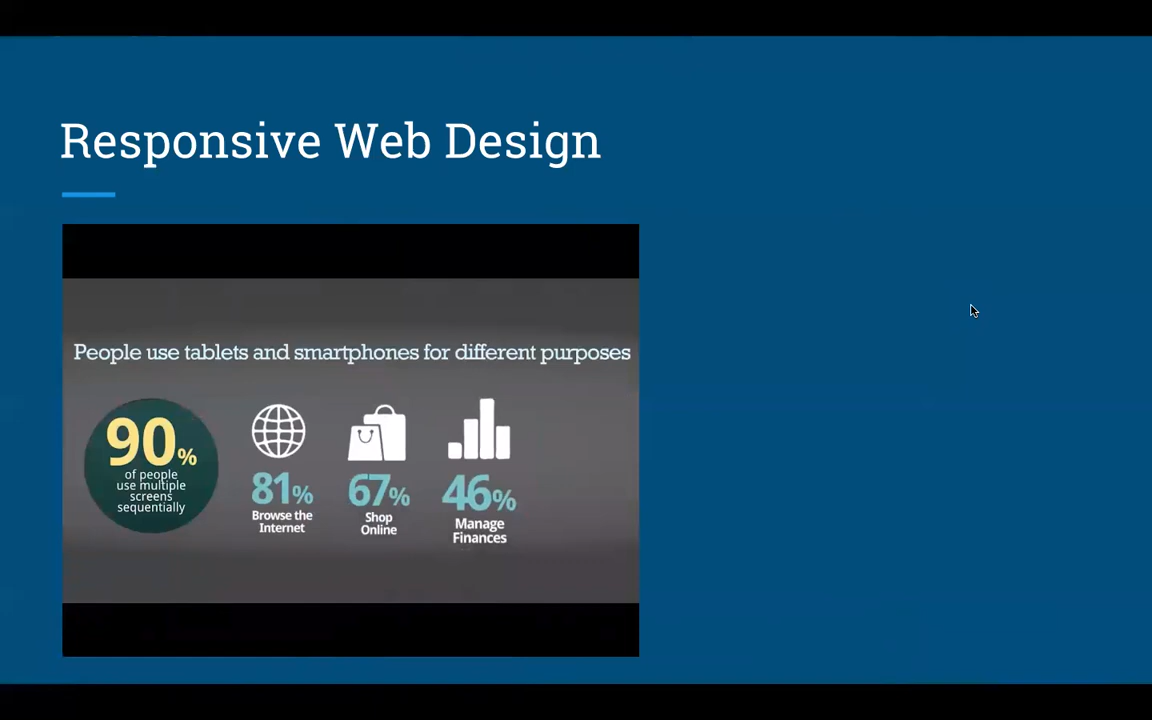 Responsive Web Design
People use tablets and smartphones for different purposes
90%
of people
use multiple
screens
sequentially
81%
Browse the
Internet
67%
Shop
Online
46%
Manage
Finances